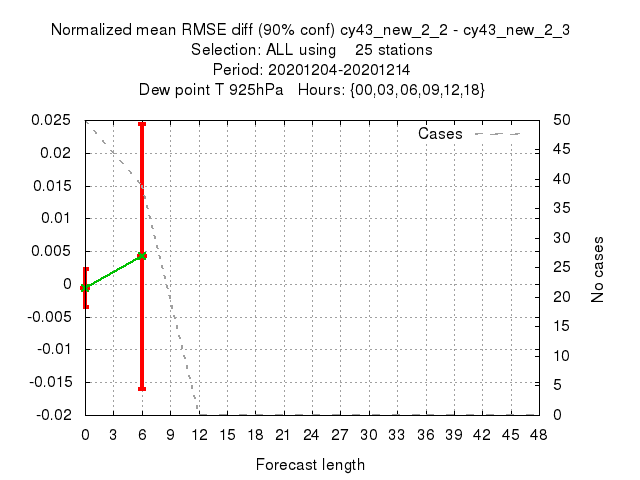 Normalized mean RMSE diff (90% conf) cy43_new_2_2 - cy43_new_2_3
Selection: ALL using 25 stations
Period: 20201204-20201214
Dew point T 925hPa Hours: {00,03,06,09,12,18}
Cases
0.025
0.02
0.015
0.01
0.005
0
-0.005
-0.01
-0.015
-0.02
50
45
40
35
30
25
20
15
10
5
0
No cases
0 3 6 9 12 15 18 21 24 27 30 33 36 39 42 45 48
Forecast length